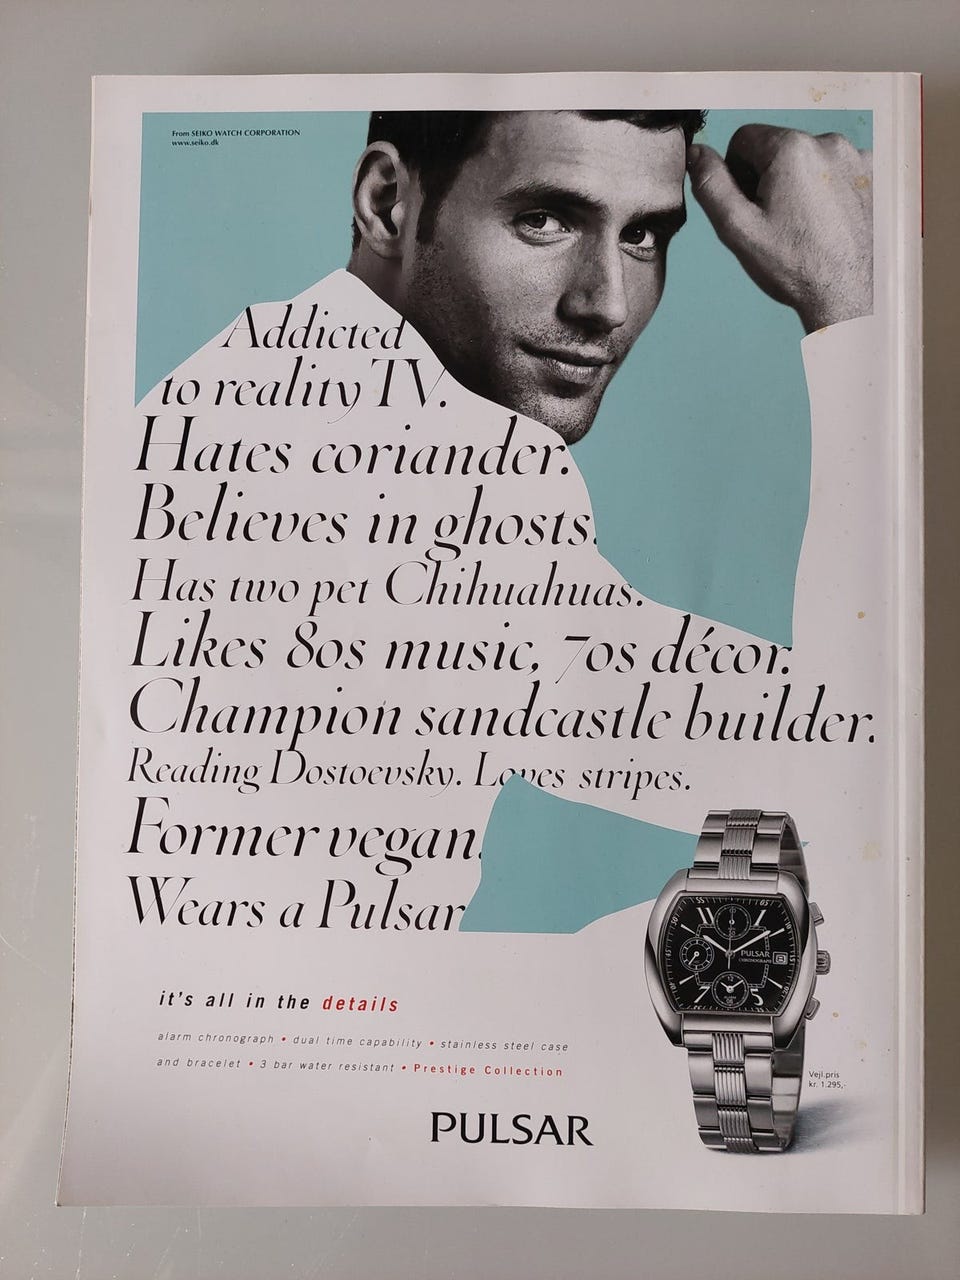 From SEIKO WATCH CORPORATION
www.seiko.dk
Addicted
to reality TV.
Hates coriander.
Believes in ghosts.
Has two pet Chihuahuas.
Likes 80s music, 70s décor.
Champion sandcastle builder.
Reading Dostoevsky. Loves stripes.
Former vegan.
Wears a Pulsar
it's all in the details
alarm chronograph • dual time capability • stainless steel case
and bracelet • 3 bar water resistant • Prestige Collection
PULSAR
PULSAR
CHRONOGRAPH
Vejl.pris
kr. 1.295,-